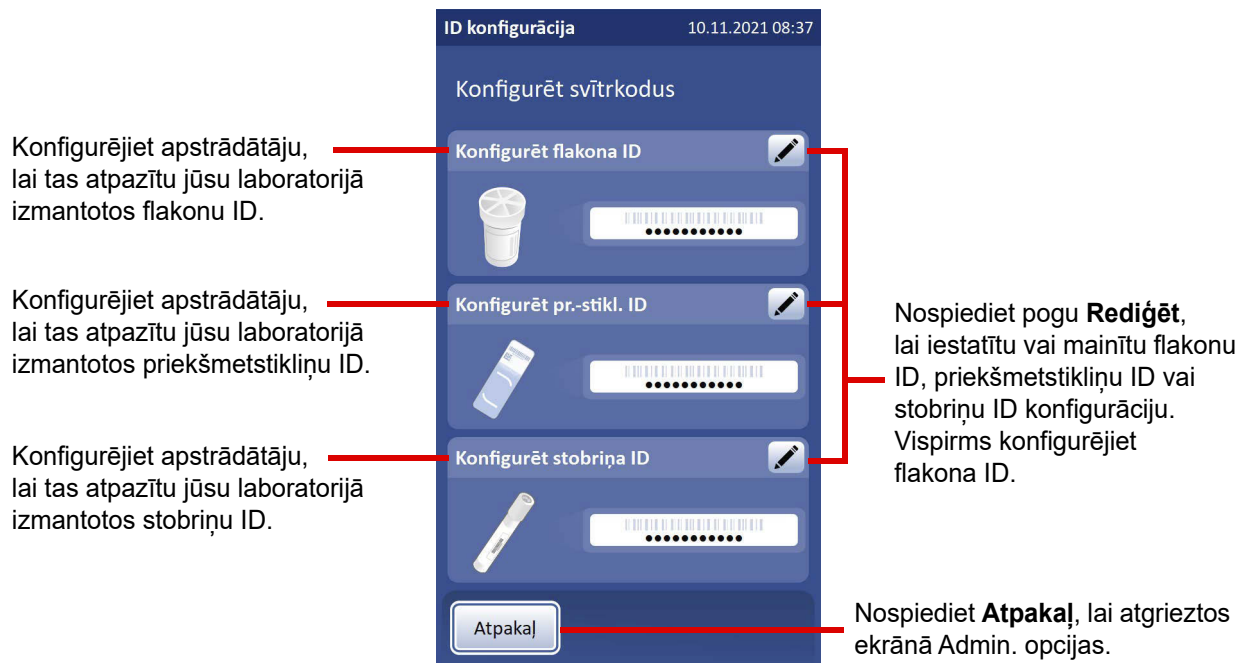 ID konfigurācija 10.11.2021 08:37
Konfigurēt svītrkodus
Konfigurējiet apstrādātāju,
lai tas atpazītu jūsu laboratorijā
izmantotos flakonu ID.
Konfigurēt flakona ID
Konfigurējiet apstrādātāju,
lai tas atpazītu jūsu laboratorijā
izmantotos priekšmetstikliņu ID.
Konfigurēt pr.-stikl. ID
Konfigurējiet apstrādātāju,
lai tas atpazītu jūsu laboratorijā
izmantotos stobriņu ID.
Konfigurēt stobriņa ID
Nospiediet pogu Rediģēt,
lai iestatītu vai mainītu flakonu
ID, priekšmetstikliņu ID vai
stobriņu ID konfigurāciju.
Vispirms konfigurējiet
flakona ID.
Atpakaļ
Nospiediet Atpakaļ, lai atgrieztos
ekrānā Admin. opcijas.